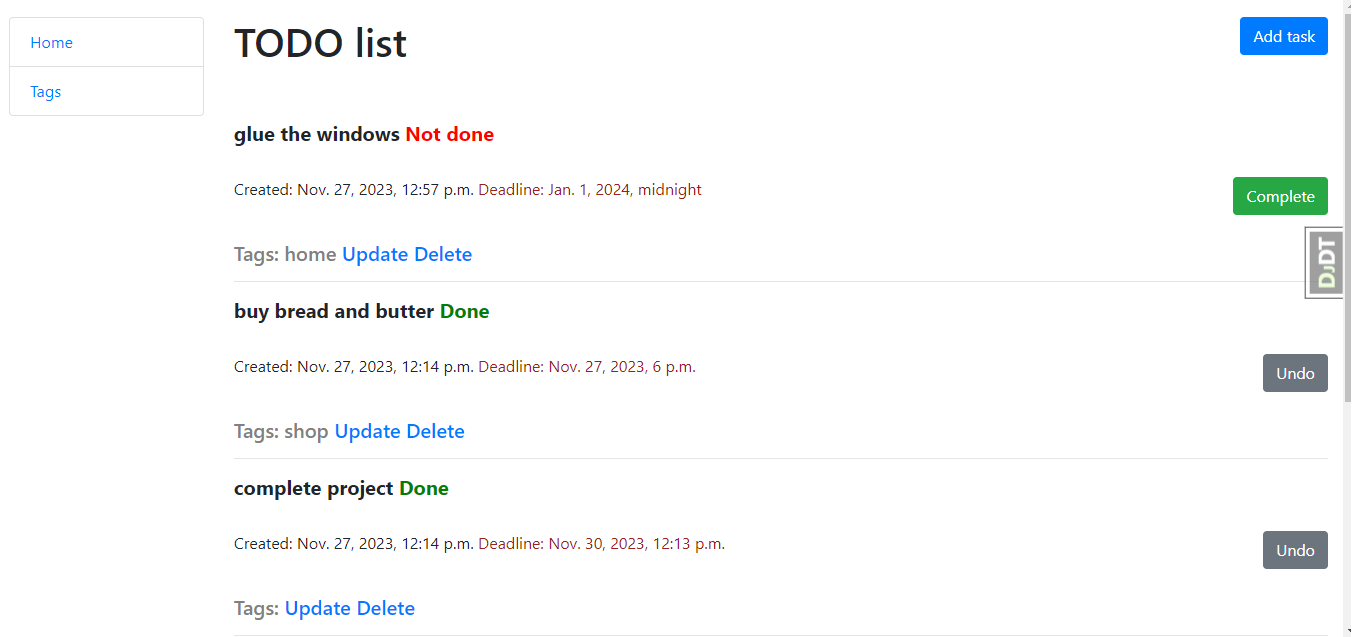 Home
Tags
TODO list
Add task
glue the windows Not done
Created: Nov. 27, 2023, 12:57 p.m. Deadline: Jan. 1, 2024, midnight
Complete
Tags: home Update Delete
DJDT
buy bread and butter Done
Created: Nov. 27, 2023, 12:14 p.m. Deadline: Nov. 27, 2023, 6 p.m.
Undo
Tags: shop Update Delete
complete project Done
Created: Nov. 27, 2023, 12:14 p.m. Deadline: Nov. 30, 2023, 12:13 p.m.
Undo
Tags: Update Delete